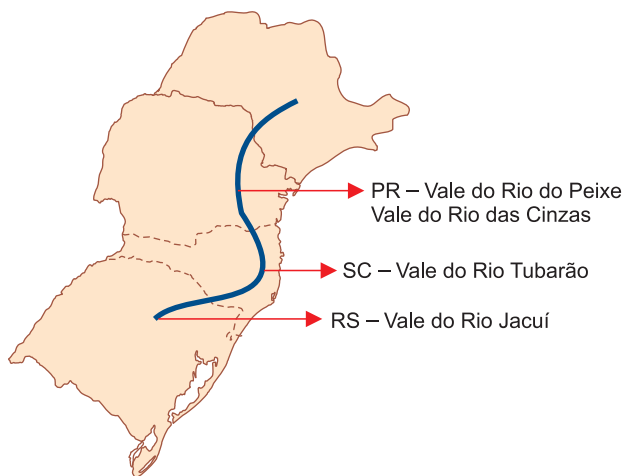 PR – Vale do Rio do Peixe
Vale do Rio das Cinzas
SC – Vale do Rio Tubarão
RS – Vale do Rio Jacuí